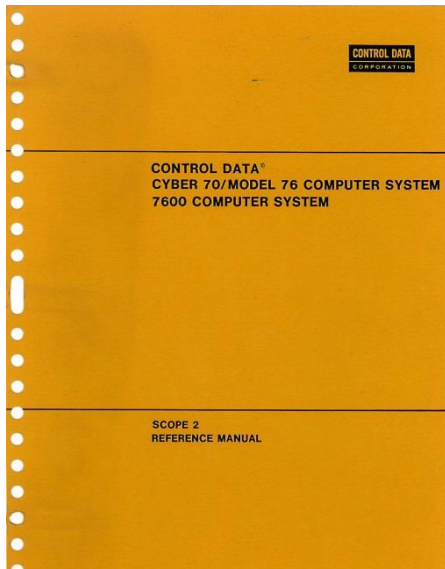 CONTROL DATA
CORPORATION
CONTROL DATA®
CYBER 70/MODEL 76 COMPUTER SYSTEM
7600 COMPUTER SYSTEM
SCOPE 2
REFERENCE MANUAL